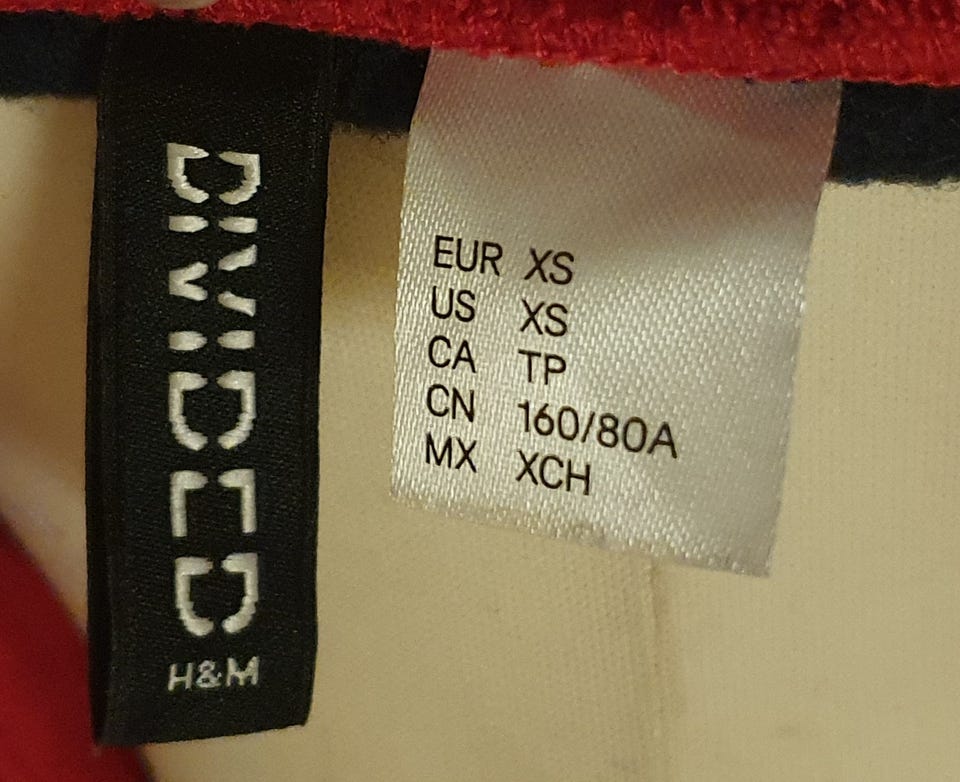 DIVIDED
H&M
EUR XS
US XS
CA TP
CN 160/80A
MX XCH